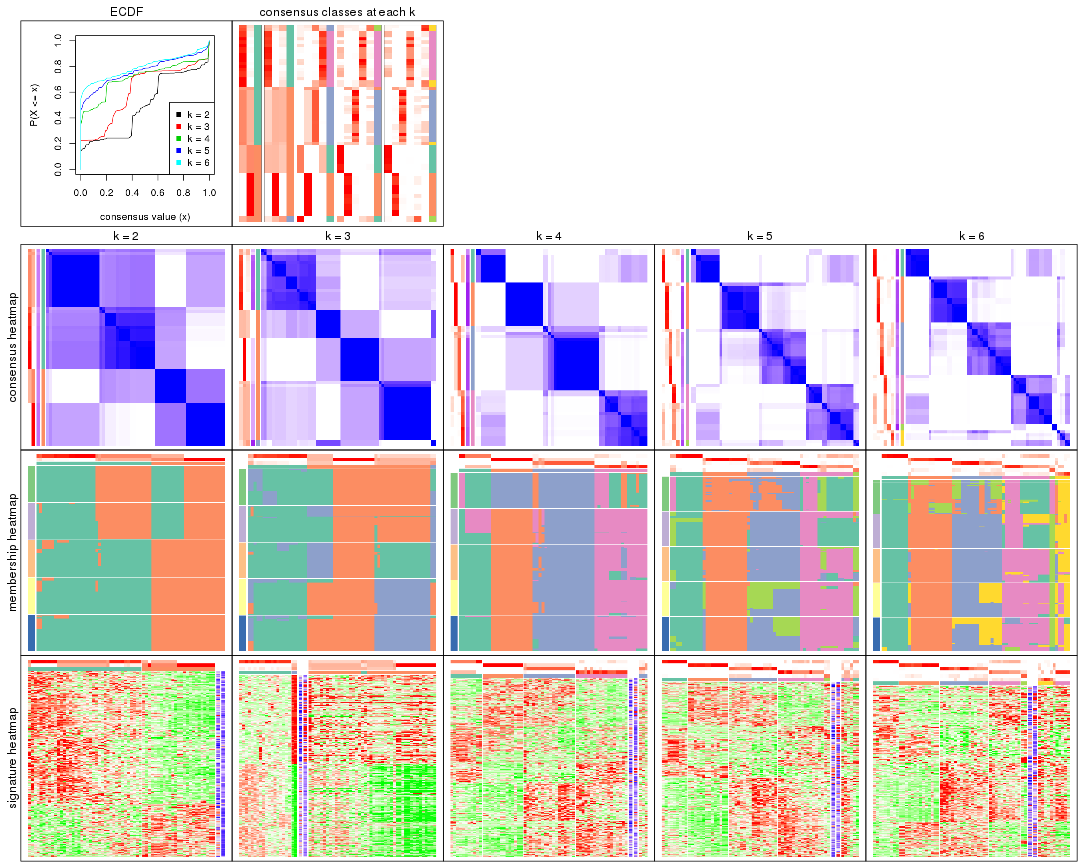 ECDF
consensus classes at each k
P(X <= x)
0.0
0.2
0.4
0.6
0.8
1.0
k = 2
k = 3
k = 4
k = 5
k = 6
0.0 0.2 0.4 0.6 0.8 1.0
consensus value (x)
k = 2
k = 3
k = 4
k = 5
k = 6
consensus heatmap
membership heatmap
signature heatmap